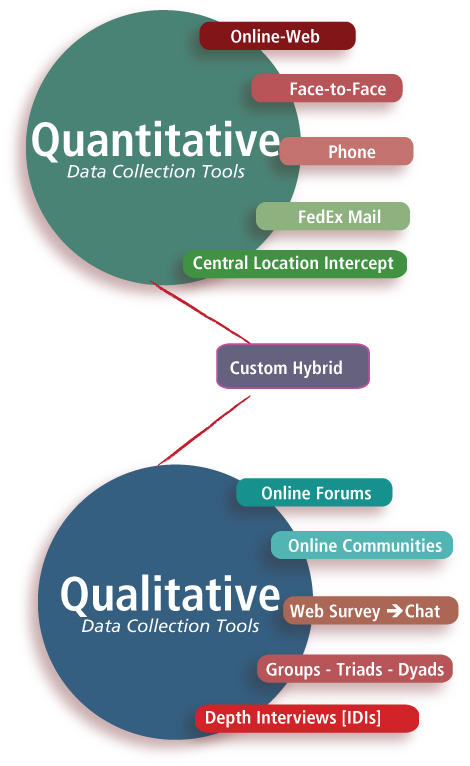 Online-Web
Face-to-Face
Quantitative
Data Collection Tools
Phone
FedEx Mail
Central Location Intercept
Custom Hybrid
Online Forums
Online Communities
Qualitative
Data Collection Tools
Web Survey ➔Chat
Groups - Triads - Dyads
Depth Interviews [IDIs]